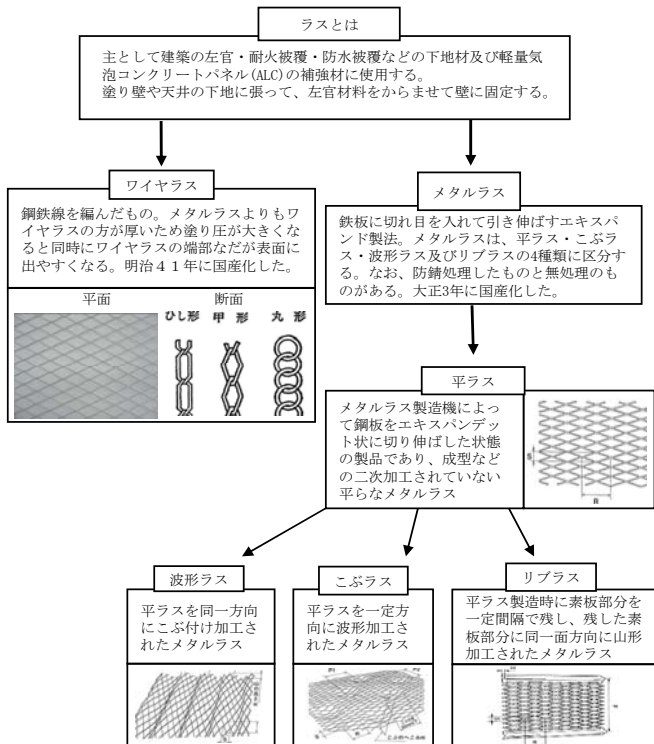 ラスとは
主として建築の左官・耐火被覆・防水被覆などの下地材及び軽量気
泡コンクリートパネル(ALC)の補強材に使用する。
塗り壁や天井の下地に張って、左官材料をからませて壁に固定する。
ワイヤラス
鋼鉄線を編んだもの。メタルラスよりもワ
イヤラスの方が厚いため塗り圧が大きくな
ると同時にワイヤラスの端部なだが表面に
出やすくなる。明治４１年に国産化した。
平面
断面
ひし形 甲形 丸形
メタルラス
鉄板に切れ目を入れて引き伸ばすエキスパ
ンド製法。メタルラスは、平ラス・こぶラ
ス・波形ラス及びリブラスの4種類に区分す
る。なお、防錆処理したものと無処理のも
のがある。大正3年に国産化した。
平ラス
メタルラス製造機によっ
て鋼板をエキスパンデッ
ト状に切り伸ばした状態
の製品であり、成型など
の二次加工されていない
平らなメタルラス
波形ラス
平ラスを同一方向
にこぶ付け加工さ
れたメタルラス
こぶラス
平ラスを一定方
向に波形加工さ
れたメタルラス
リブラス
平ラス製造時に素板部分を
一定間隔で残し、残した素
板部分に同一面方向に山形
加工されたメタルラス